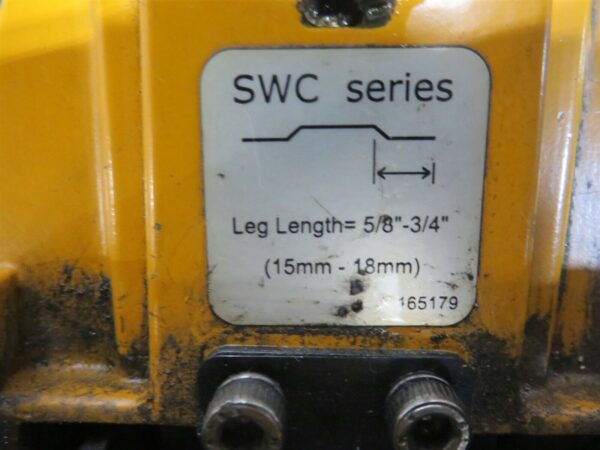 SWC series
Leg Length= 5/8"-3/4"
(15mm - 18mm)
165179